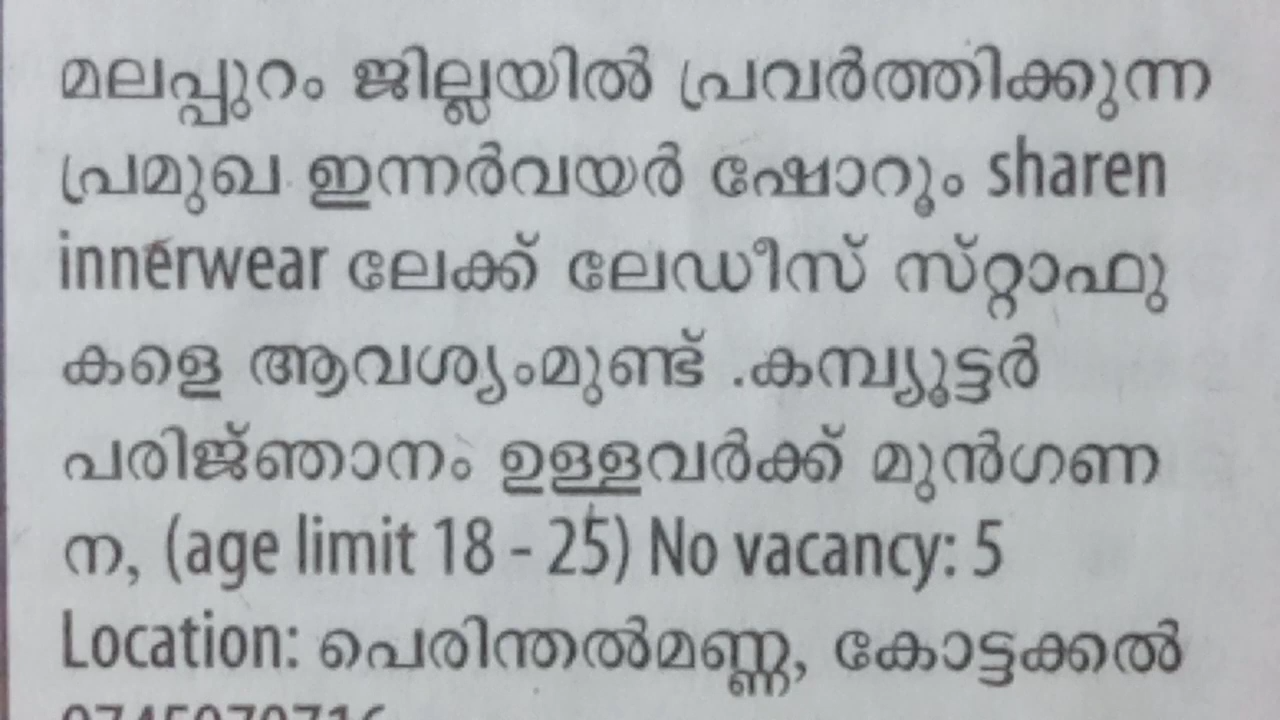 മലപ്പുറം ജില്ലയിൽ പ്രവർത്തിക്കുന്ന
പ്രമുഖ ഇന്നർവയർ ഷോറൂം sharen
innerwear ലേക്ക് ലേഡീസ് സ്റ്റാഫു
കളെ ആവശ്യംമുണ്ട് .കമ്പ്യൂട്ടർ
പരിജ്ഞാനം ഉള്ളവർക്ക് മുൻഗണ
ന, (age limit 18 - 25) No vacancy: 5
Location: പെരിന്തൽമണ്ണ, കോട്ടക്കൽ